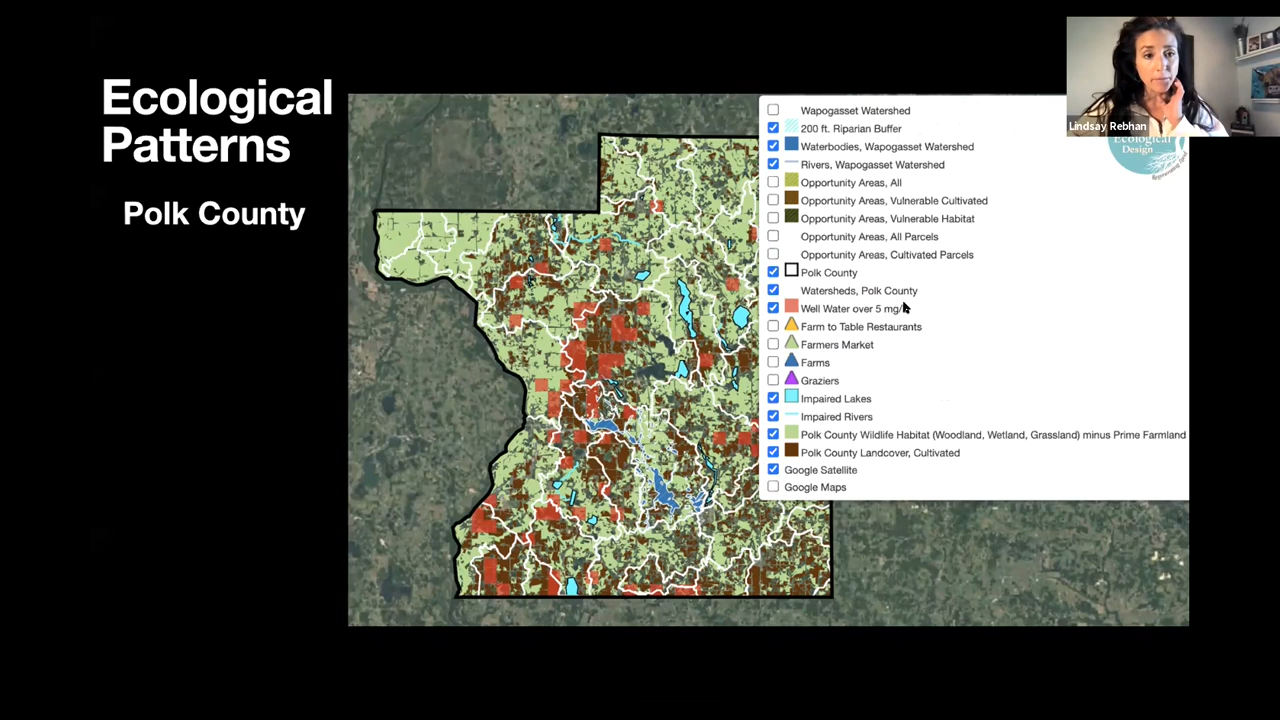 Ecological
Patterns
Polk County
Wapogasset Watershed
200 ft. Riparian Buffer
Waterbodies, Wapogasset Watershed
Rivers, Wapogasset Watershed
Opportunity Areas, All
Opportunity Areas, Vulnerable Cultivated
Opportunity Areas, Vulnerable Habitat
Opportunity Areas, All Parcels
Opportunity Areas, Cultivated Parcels
Polk County
Watersheds, Polk County
Well Water over 5 mg/
Farm to Table Restaurants
Farmers Market
Farms
Graziers
Impaired Lakes
Impaired Rivers
Polk County Wildlife Habitat (Woodland, Wetland, Grassland) minus Prime Farmland
Polk County Landcover, Cultivated
Google Satellite
Google Maps
Lindsay Rebhan
Ecological
Design